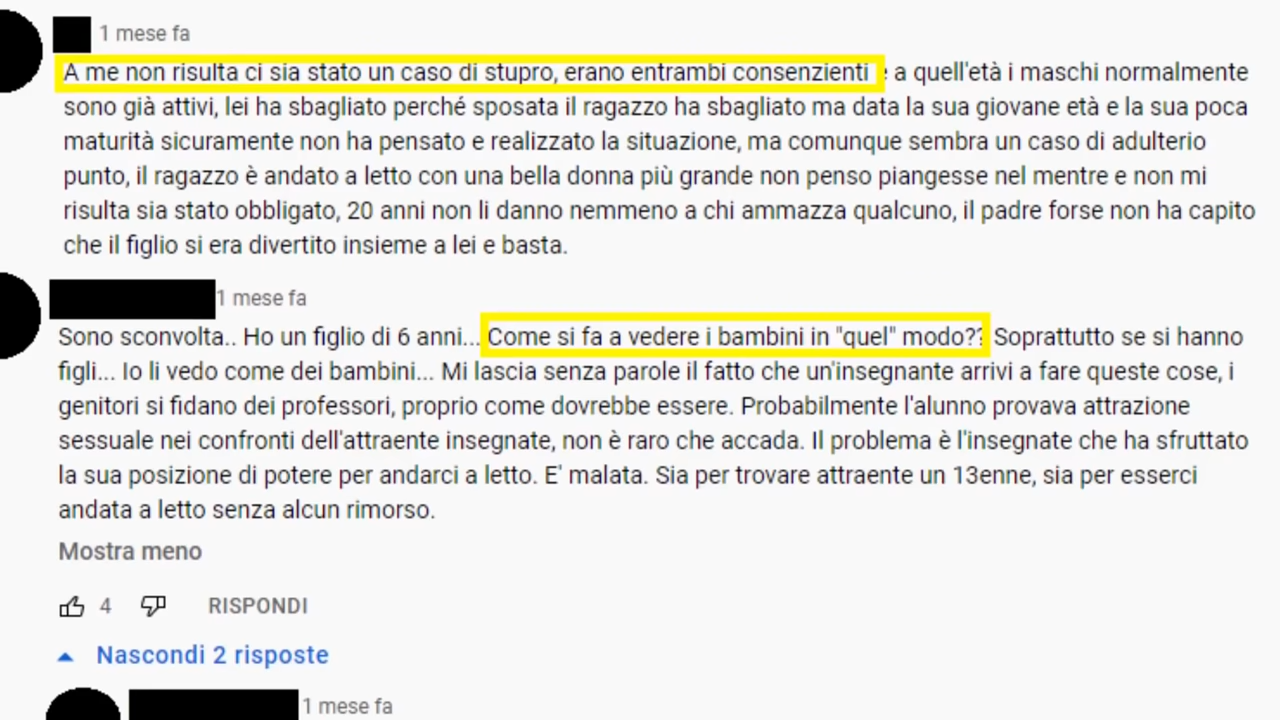 1 mese fa
A me non risulta ci sia stato un caso di stupro, erano entrambi consenzienti e a quell'età i maschi normalmente
sono già attivi, lei ha sbagliato perché sposata il ragazzo ha sbagliato ma data la sua giovane età e la sua poca
maturità sicuramente non ha pensato e realizzato la situazione, ma comunque sembra un caso di adulterio
punto, il ragazzo è andato a letto con una bella donna più grande non penso piangesse nel mentre e non mi
risulta sia stato obbligato, 20 anni non li danno nemmeno a chi ammazza qualcuno, il padre forse non ha capito
che il figlio si era divertito insieme a lei e basta.
1 mese fa
Sono sconvolta.. Ho un figlio di 6 anni... Come si fa a vedere i bambini in "quel" modo?? Soprattutto se si hanno
figli... Io li vedo come dei bambini... Mi lascia senza parole il fatto che un'insegnante arrivi a fare queste cose, i
genitori si fidano dei professori, proprio come dovrebbe essere. Probabilmente l'alunno provava attrazione
sessuale nei confronti dell'attraente insegnate, non è raro che accada. Il problema è l'insegnate che ha sfruttato
la sua posizione di potere per andarci a letto. E' malata. Sia per trovare attraente un 13enne, sia per esserci
andata a letto senza alcun rimorso.
Mostra meno
4 RISPONDI
Nascondi 2 risposte
1 mese fa